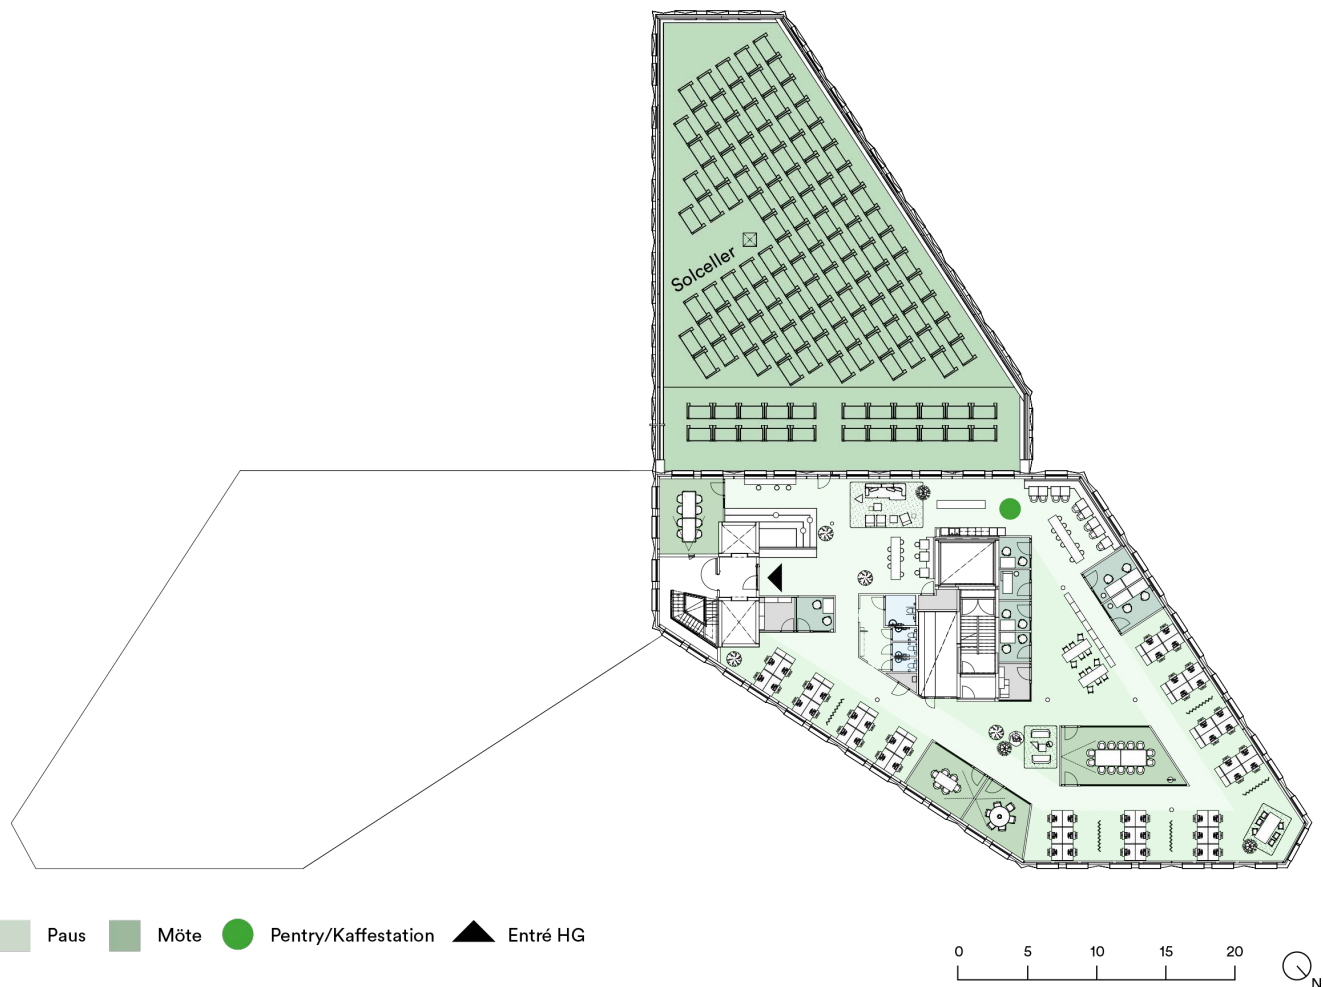 Solceller
Paus
Möte
Pentry/Kaffestation
Entré HG
0 5 10 15 20
N